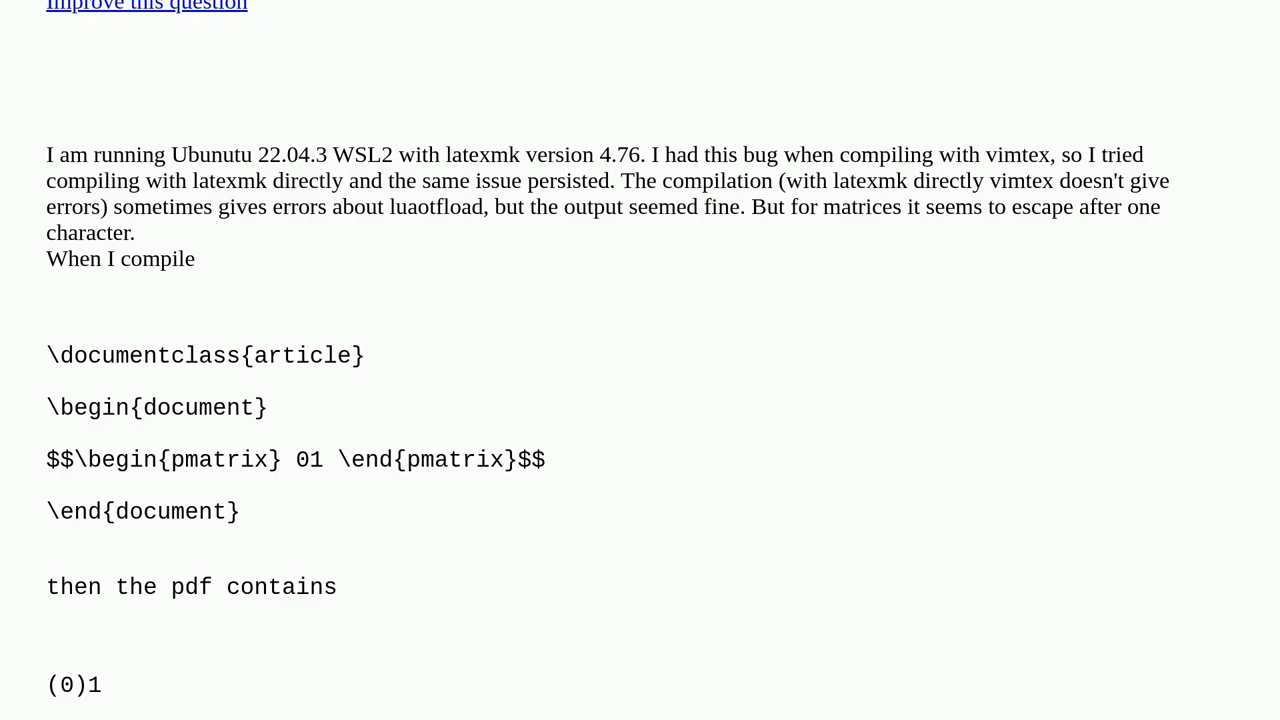 Improve this question
I am running Ubunutu 22.04.3 WSL2 with latexmk version 4.76. I had this bug when compiling with vimtex, so I tried
compiling with latexmk directly and the same issue persisted. The compilation (with latexmk directly vimtex doesn't give
errors) sometimes gives errors about luaotfload, but the output seemed fine. But for matrices it seems to escape after one
character.
When I compile
\documentclass{article}
\begin{document}
$$\begin{pmatrix} 01 \end{pmatrix}$$
\end{document}
then the pdf contains
(0)1